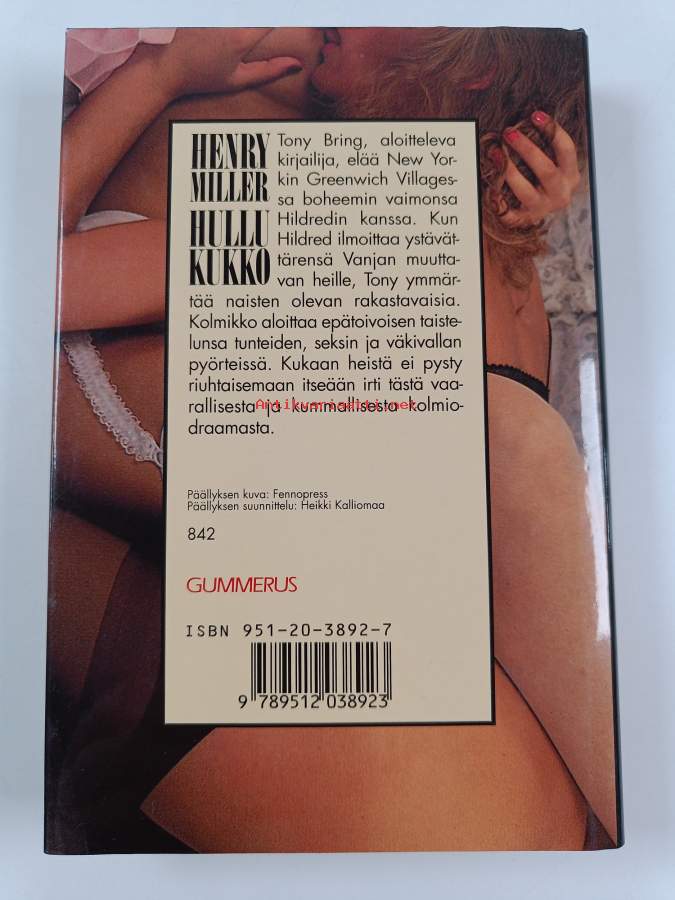 HENRY
MILLER
HULLU
KUKKO
Tony Bring, aloitteleva
kirjailija, elää New Yor-
kin Greenwich Villages-
sa boheemin vaimonsa
Hildredin kanssa. Kun
Hildred ilmoittaa ystävät-
tärensä Vanjan muutta-
van heille, Tony ymmär-
tää naisten olevan rakastavaisia.
Kolmikko aloittaa epätoivoisen taiste-
lunsa tunteiden, seksin ja väkivallan
pyörteissä. Kukaan heistä ei pysty
riuhtaisemaan itseään irti tästä vaa-
rallisesta ja kummallisesta kolmio-
draamasta.
Antikvariaatti.net
Päällyksen kuva: Fennopress
Päällyksen suunnittelu: Heikki Kalliomaa
842
GUMMERUS
ISBN 951-20-3892-7
9 789512 038923